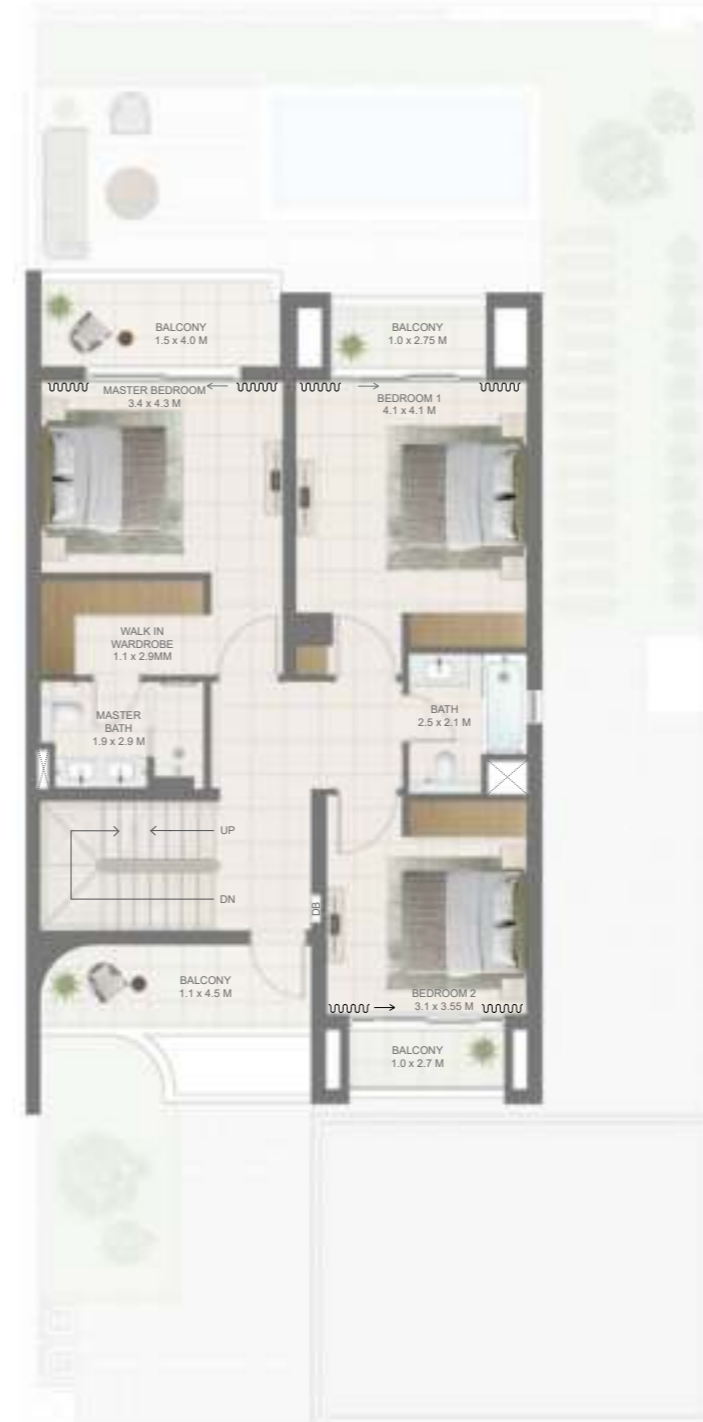 BALCONY
1.5 x 4.0 M
BALCONY
1.0 x 2.75 M
MASTER BEDROOM
3.4 x 4.3 M
BEDROOM 1
4.1 x 4.1 M
WALK IN
WARDROBE
1.1 x 2.9MM
MASTER
BATH
1.9 x 2.9 M
BATH
2.5 x 2.1 M
UP
DN
DB
BALCONY
1.1 x 4.5 M
BEDROOM 2
3.1 x 3.55 M
BALCONY
1.0 x 2.7 M